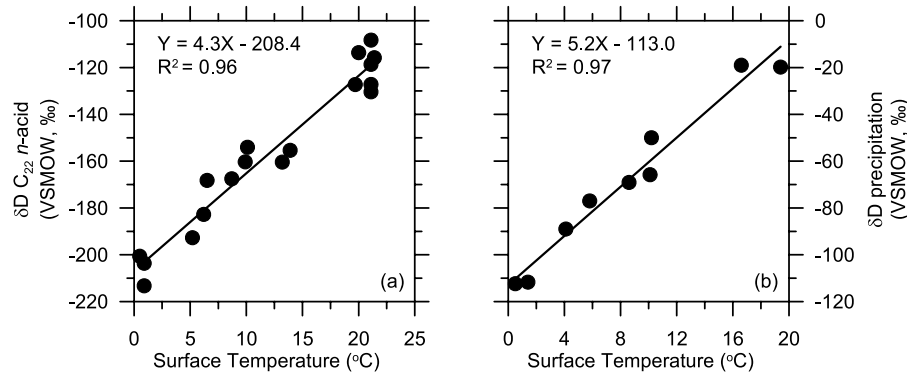 -100
-120
-140
-160
-180
-200
-220
δD C22 n-acid
(VSMOW, ‰)
Y = 4.3X - 208.4
R² = 0.96
(a)
0 5 10 15 20 25
Surface Temperature (°C)
Y = 5.2X - 113.0
R² = 0.97
(b)
0 4 8 12 16 20
Surface Temperature (°C)
0
-20
-40
-60
-80
-100
-120
δD precipitation
(VSMOW, ‰)